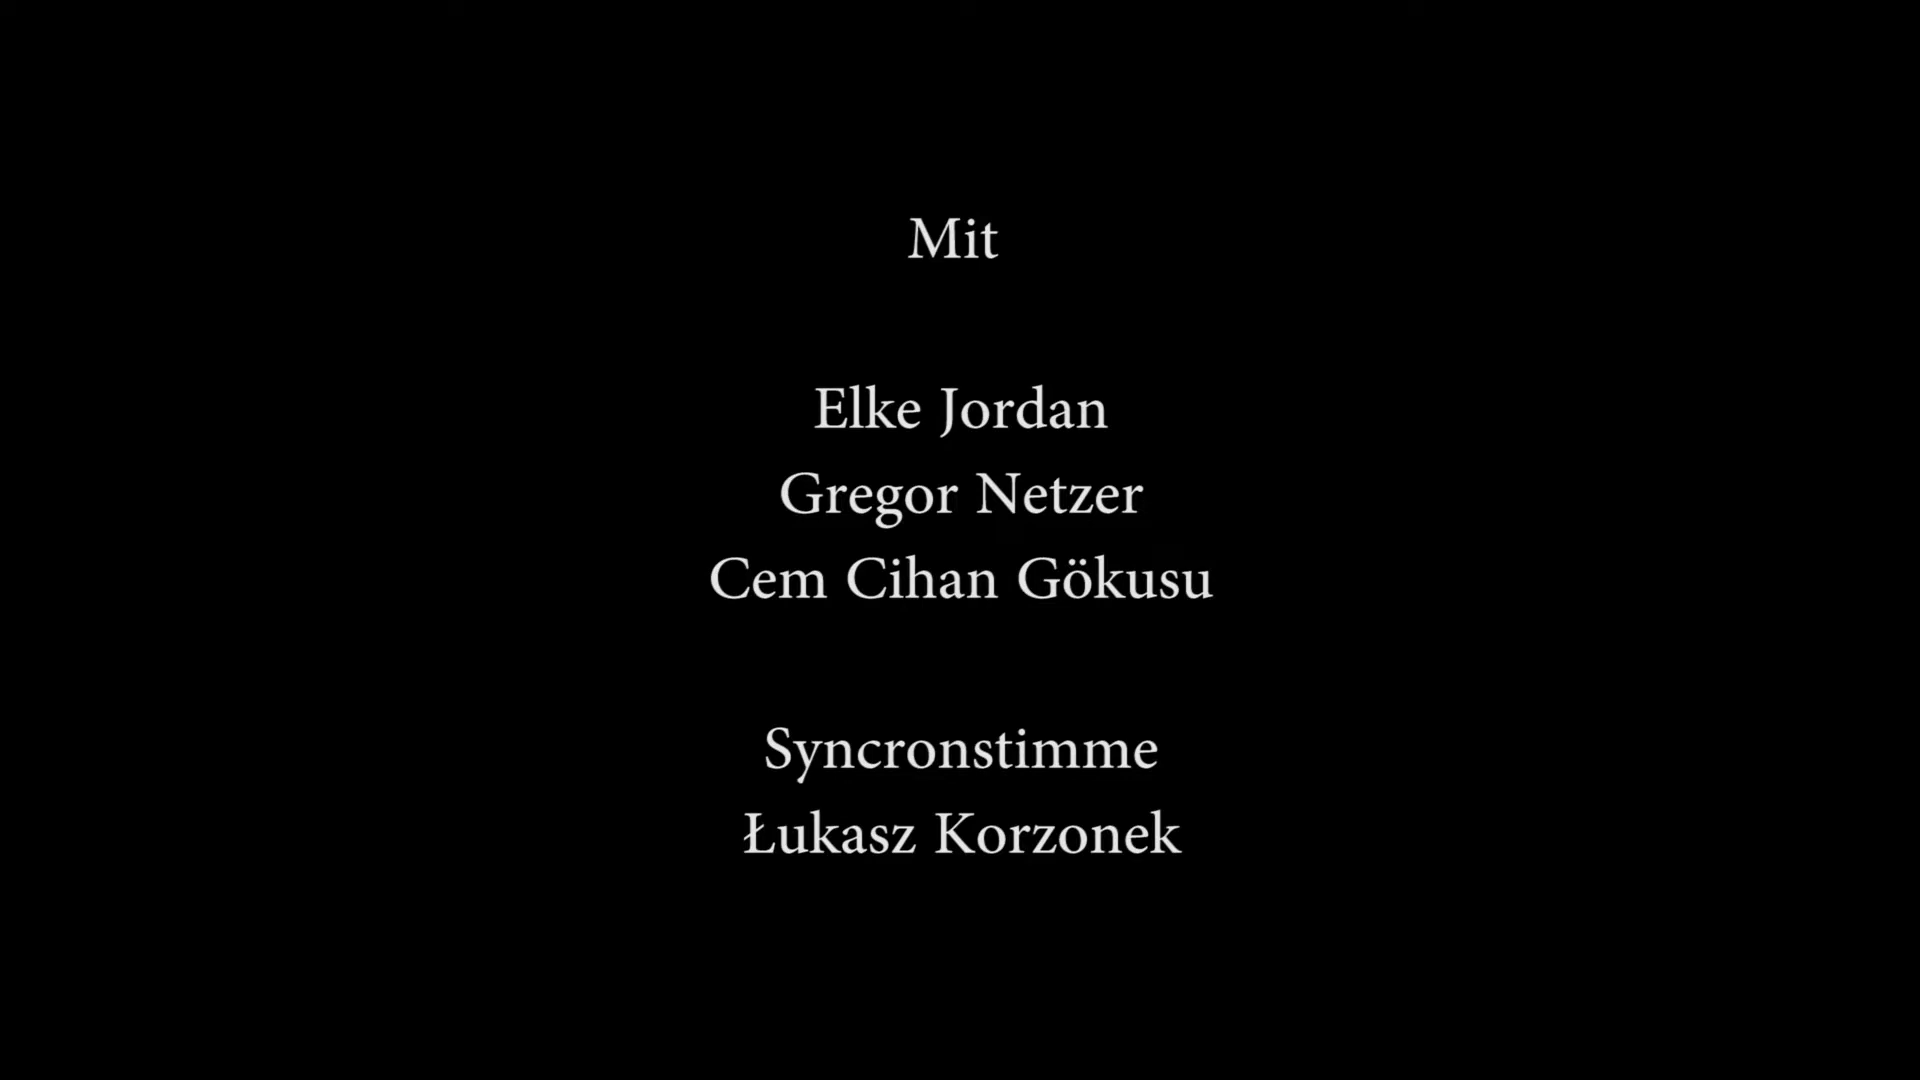 Mit
Elke Jordan
Gregor Netzer
Cem Cihan Gökusu
Syncronstimme
Łukasz Korzonek